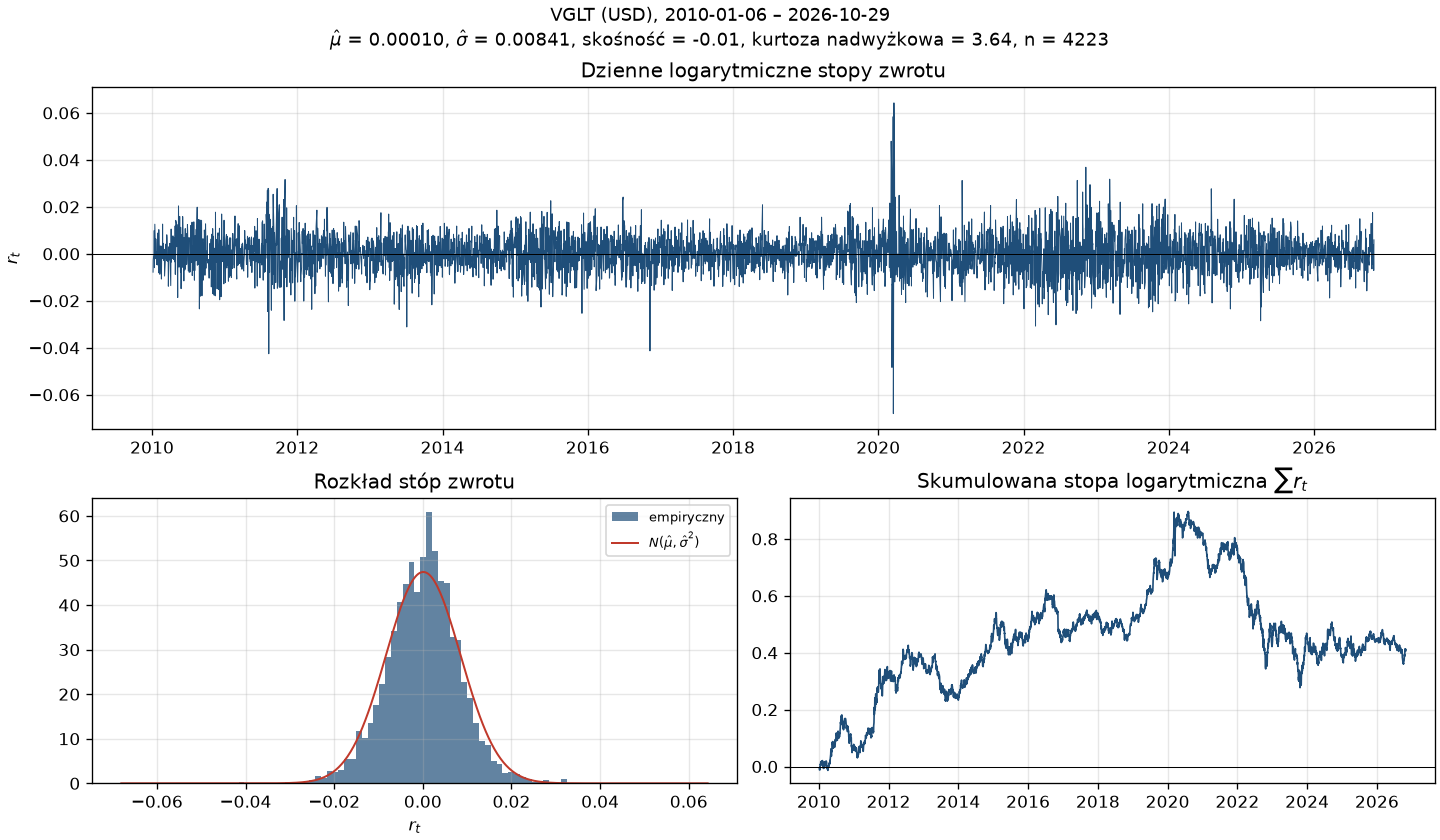 VGLT (USD), 2010-01-06 – 2026-10-29
μ̂ = 0.00010, σ̂ = 0.00841, skośność = -0.01, kurtoza nadwyżkowa = 3.64, n = 4223
Dzienne logarytmiczne stopy zwrotu
0.06
0.04
0.02
0.00
−0.02
−0.04
−0.06
r_t
2010 2012 2014 2016 2018 2020 2022 2024 2026
Rozkład stóp zwrotu
60
50
40
30
20
10
0
empiryczny
N(μ̂, σ̂²)
−0.06 −0.04 −0.02 0.00 0.02 0.04 0.06
r_t
Skumulowana stopa logarytmiczna ∑r_t
0.8
0.6
0.4
0.2
0.0
2010 2012 2014 2016 2018 2020 2022 2024 2026